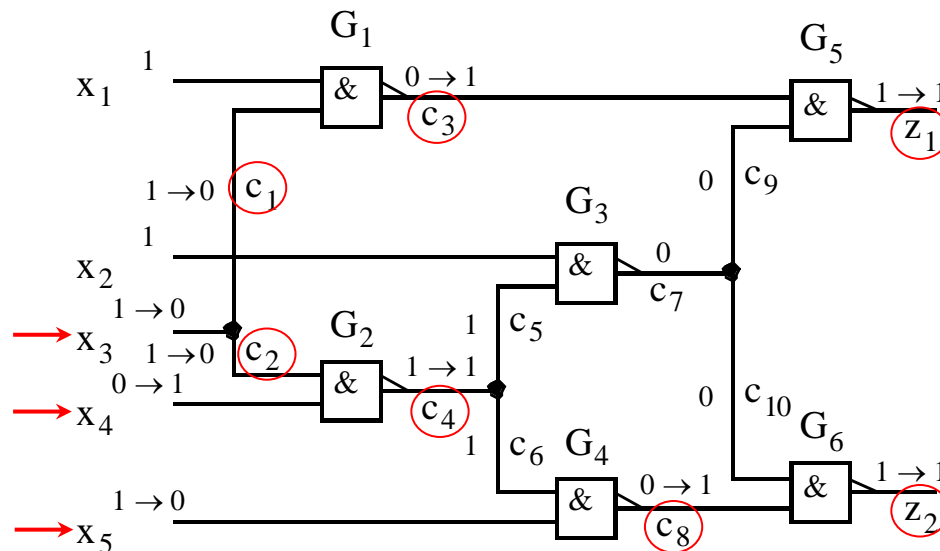 G1
G5
1
x1
&
0 → 1
c3
&
1 → 1
z1
1 → 0
c1
0
c9
G3
1
x2
&
0
c7
1 → 0
x3
1 → 0
c2
G2
1
c5
0 → 1
x4
&
1 → 1
c4
0
c10
1
c6
G4
G6
1 → 0
x5
&
0 → 1
c8
&
1 → 1
z2